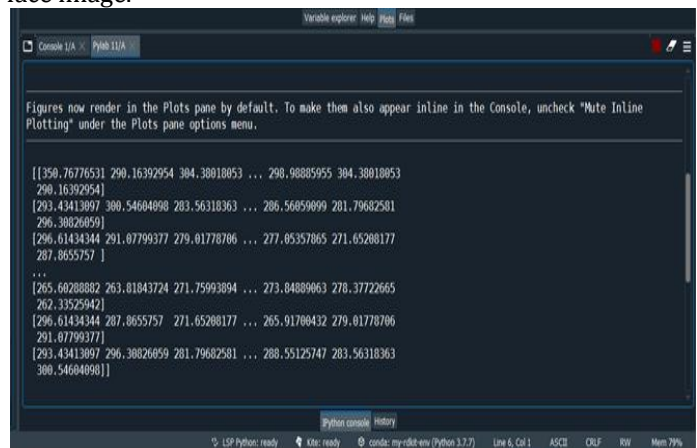 face image.
Variable explorer Help Plots Files
Console 1/A Pylab 11/A
Figures now render in the Plots pane by default. To make them also appear inline in the Console, uncheck "Mute Inline
Plotting" under the Plots pane options menu.
[[350.76776531 290.16392954 304.38018053 ... 298.98885955 304.38018053
290.16392954]
[293.43413097 300.54604098 283.56318363 ... 286.56059099 281.79682581
296.30826059]
[296.61434344 291.07799377 279.01778706 ... 277.05357865 271.65208177
287.8655757 ]
...
[265.60288882 263.81843724 271.75993894 ... 273.84889063 278.37722665
262.33525942]
[296.61434344 287.8655757 271.65208177 ... 265.91700432 279.01778706
291.07799377]
[293.43413097 296.30826059 281.79682581 ... 288.55125747 283.56318363
300.54604098]]
IPython console History
LSP Python: ready Kite: ready conda: my-rdkit-env (Python 3.7.7) Line 6, Col 1 ASCII CRLF RW Mem 79%